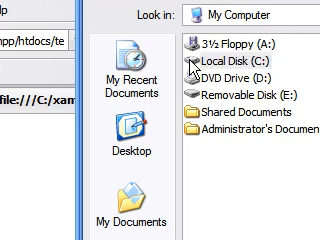 lp
Look in:
My Computer
npp/htdocs/te
3½ Floppy (A:)
Local Disk (C:)
DVD Drive (D:)
Removable Disk (E:)
Shared Documents
Administrator's Documen
My Recent
Documents
file:///C:/xam
Desktop
My Documents